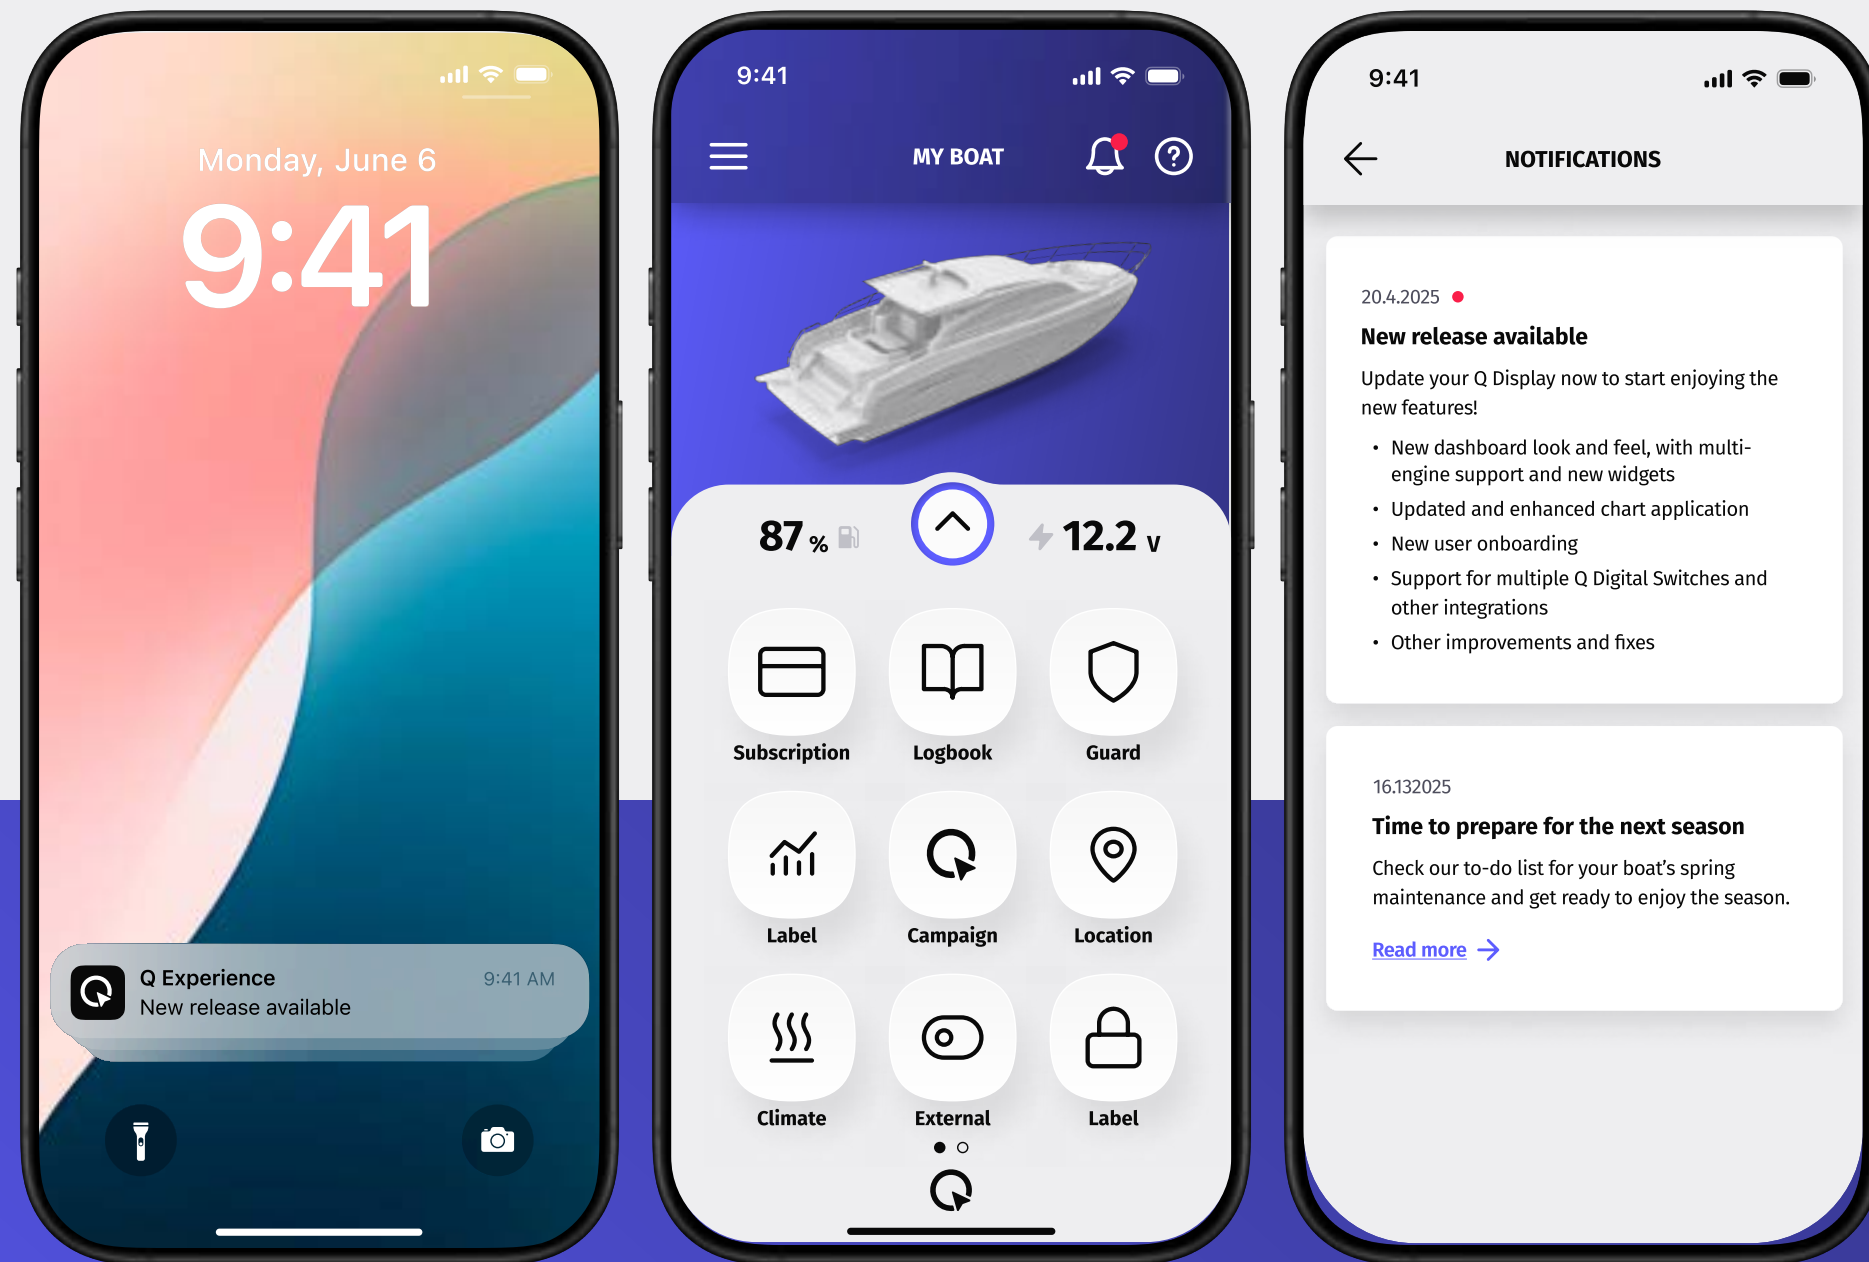 Monday, June 6
9:41
Q Experience
9:41 AM
New release available
9:41
MY BOAT
87 %
12.2 V
Subscription
Logbook
Guard
Label
Campaign
Location
Climate
External
Label
9:41
NOTIFICATIONS
20.4.2025
New release available
Update your Q Display now to start enjoying the
new features!
• New dashboard look and feel, with multi-
engine support and new widgets
• Updated and enhanced chart application
• New user onboarding
• Support for multiple Q Digital Switches and
other integrations
• Other improvements and fixes
16.132025
Time to prepare for the next season
Check our to-do list for your boat's spring
maintenance and get ready to enjoy the season.
Read more